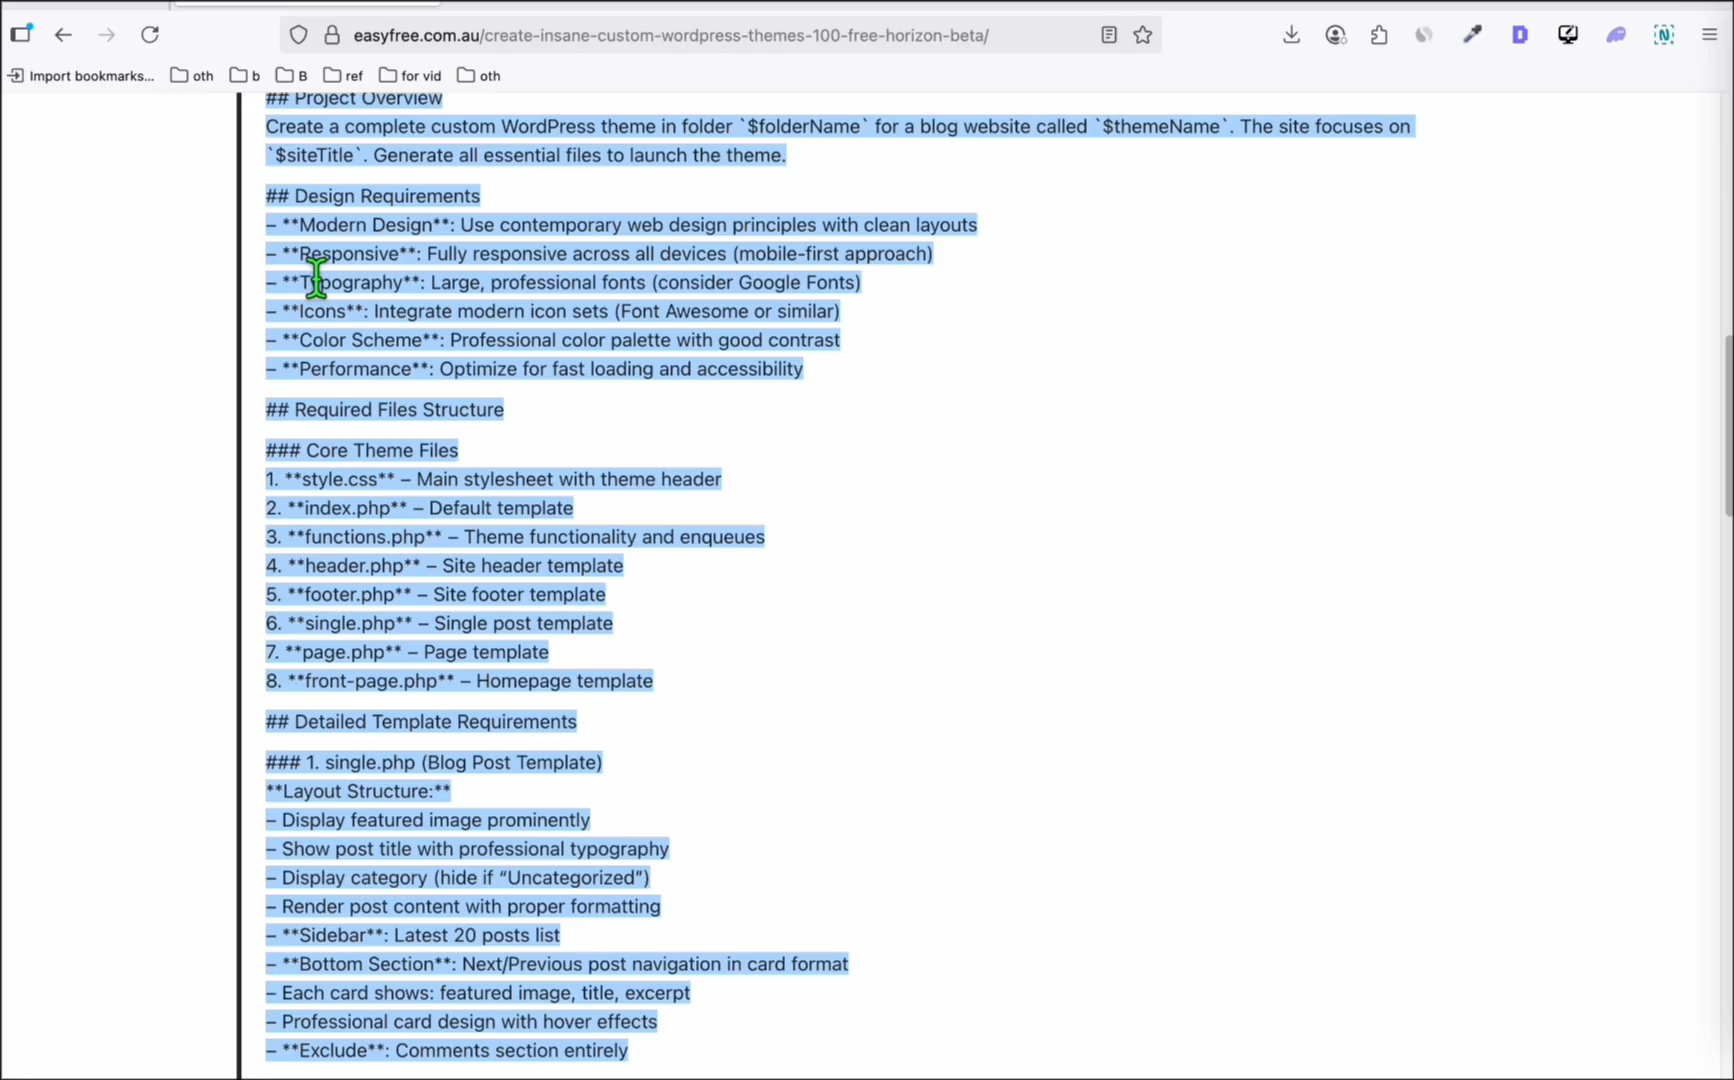 easyfree.com.au/create-insane-custom-wordpress-themes-100-free-horizon-beta/
Import bookmarks... oth b B ref for vid oth
## Project Overview
Create a complete custom WordPress theme in folder `$folderName` for a blog website called `$themeName`. The site focuses on
`$siteTitle`. Generate all essential files to launch the theme.
## Design Requirements
– **Modern Design**: Use contemporary web design principles with clean layouts
– **Responsive**: Fully responsive across all devices (mobile-first approach)
– **Typography**: Large, professional fonts (consider Google Fonts)
– **Icons**: Integrate modern icon sets (Font Awesome or similar)
– **Color Scheme**: Professional color palette with good contrast
– **Performance**: Optimize for fast loading and accessibility
## Required Files Structure
### Core Theme Files
1. **style.css** – Main stylesheet with theme header
2. **index.php** – Default template
3. **functions.php** – Theme functionality and enqueues
4. **header.php** – Site header template
5. **footer.php** – Site footer template
6. **single.php** – Single post template
7. **page.php** – Page template
8. **front-page.php** – Homepage template
## Detailed Template Requirements
### 1. single.php (Blog Post Template)
**Layout Structure:**
– Display featured image prominently
– Show post title with professional typography
– Display category (hide if “Uncategorized”)
– Render post content with proper formatting
– **Sidebar**: Latest 20 posts list
– **Bottom Section**: Next/Previous post navigation in card format
– Each card shows: featured image, title, excerpt
– Professional card design with hover effects
– **Exclude**: Comments section entirely